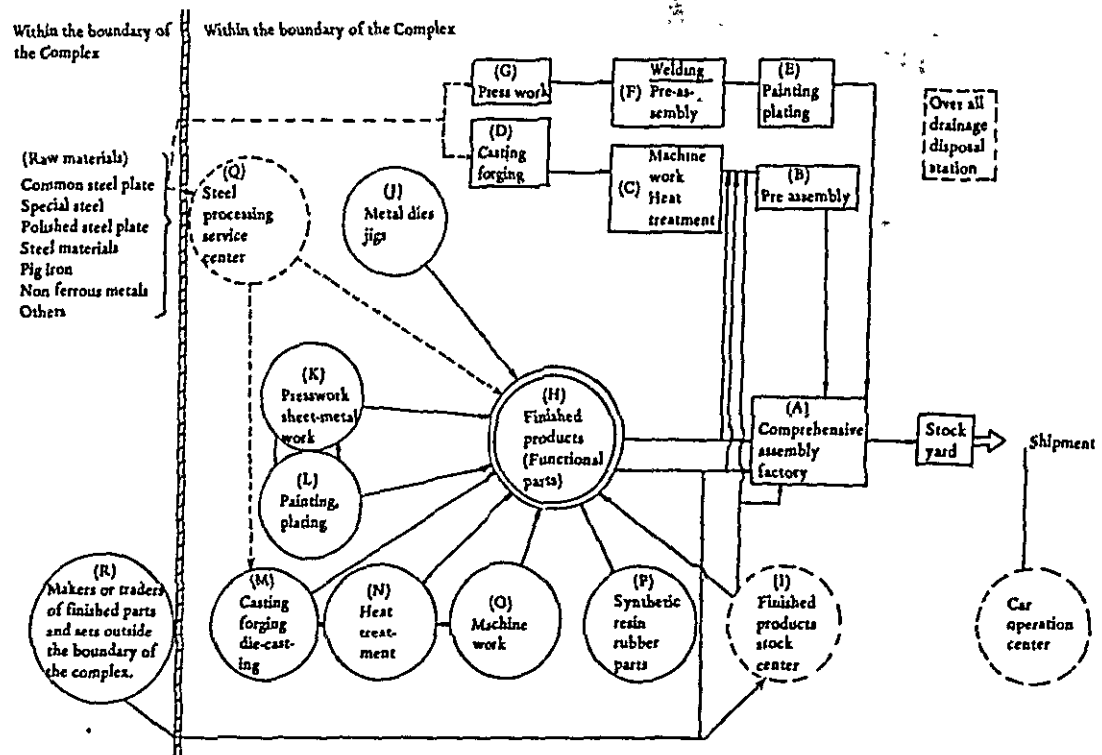 Within the boundary of
the Complex
Within the boundary of the Complex
(G)
Press work
Welding
(F) Pre-as-
sembly
(E)
Painting
plating
Over all
drainage
disposal
station
(D)
Casting
forging
Machine
work
(C) Heat
treatment
(B)
Pre assembly
(Raw materials)
Common steel plate
Special steel
Polished steel plate
Steel materials
Pig iron
Non ferrous metals
Others
(Q)
Steel
processing
service
center
(J)
Metal dies
jigs
(K)
Presswork
sheet-metal
work
(L)
Painting,
plating
(H)
Finished
products
(Functional
parts)
(A)
Comprehensive
assembly
factory
Stock
yard
Shipment
(R)
Makers or traders
of finished parts
and sets outside
the boundary of
the complex.
(M)
Casting
forging
die-cast-
ing
(N)
Heat
treat-
ment
(O)
Machine
work
(P)
Synthetic
resin
rubber
parts
(I)
Finished
products
stock
center
Car
operation
center